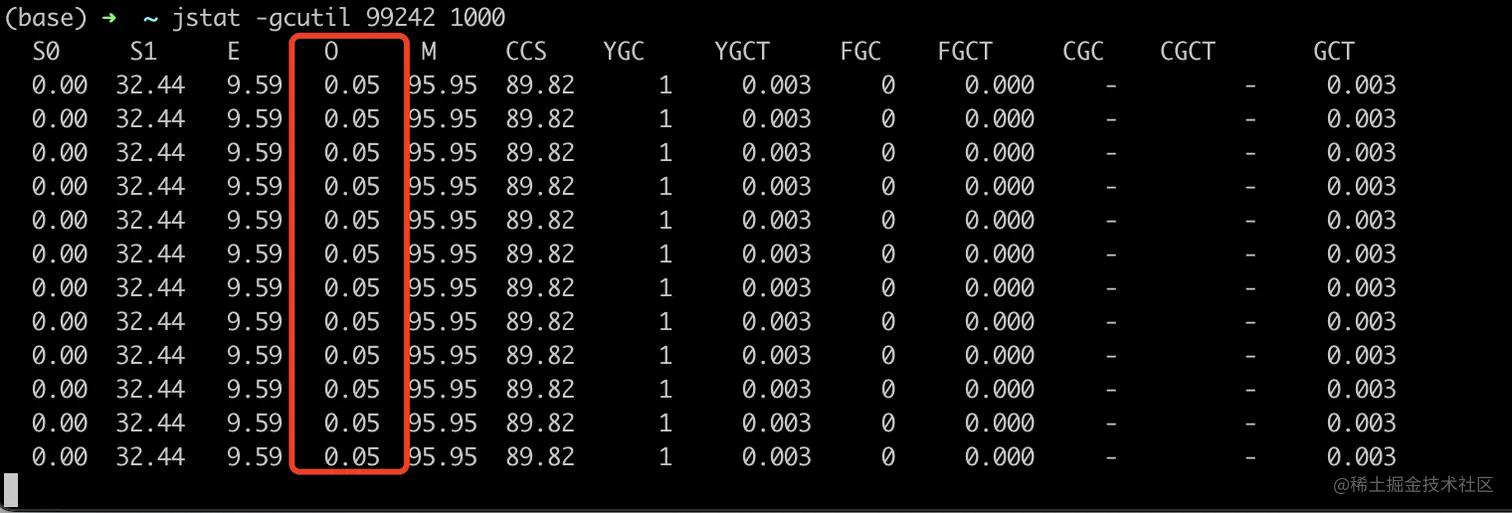 (base) ➜ ~ jstat -gcutil 99242 1000
S0 S1 E O M CCS YGC YGCT FGC FGCT CGC CGCT GCT
0.00 32.44 9.59 0.05 95.95 89.82 1 0.003 0 0.000 - - 0.003
0.00 32.44 9.59 0.05 95.95 89.82 1 0.003 0 0.000 - - 0.003
0.00 32.44 9.59 0.05 95.95 89.82 1 0.003 0 0.000 - - 0.003
0.00 32.44 9.59 0.05 95.95 89.82 1 0.003 0 0.000 - - 0.003
0.00 32.44 9.59 0.05 95.95 89.82 1 0.003 0 0.000 - - 0.003
0.00 32.44 9.59 0.05 95.95 89.82 1 0.003 0 0.000 - - 0.003
0.00 32.44 9.59 0.05 95.95 89.82 1 0.003 0 0.000 - - 0.003
0.00 32.44 9.59 0.05 95.95 89.82 1 0.003 0 0.000 - - 0.003
0.00 32.44 9.59 0.05 95.95 89.82 1 0.003 0 0.000 - - 0.003
0.00 32.44 9.59 0.05 95.95 89.82 1 0.003 0 0.000 - - 0.003
0.00 32.44 9.59 0.05 95.95 89.82 1 0.003 0 0.000 - - 0.003
0.00 32.44 9.59 0.05 95.95 89.82 1 0.003 0 0.000 - - 0.003
@稀土掘金技术社区